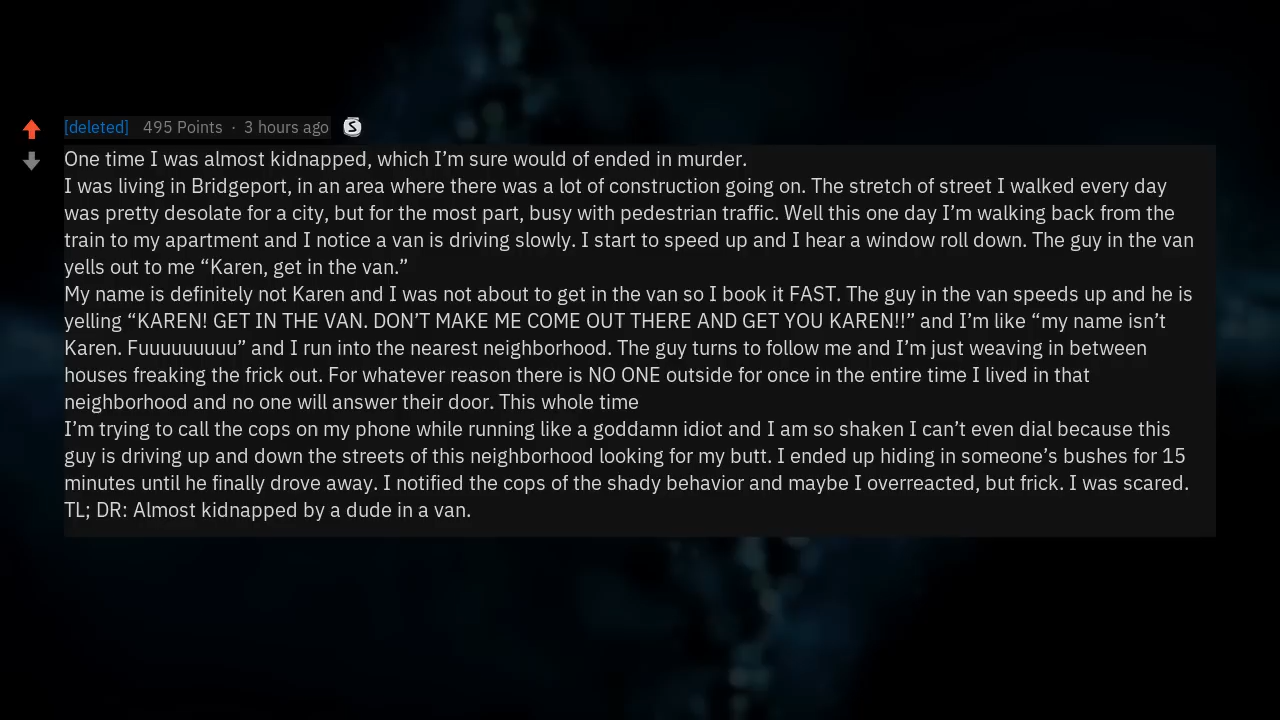 [deleted] 495 Points · 3 hours ago S
One time I was almost kidnapped, which I’m sure would of ended in murder.
I was living in Bridgeport, in an area where there was a lot of construction going on. The stretch of street I walked every day
was pretty desolate for a city, but for the most part, busy with pedestrian traffic. Well this one day I’m walking back from the
train to my apartment and I notice a van is driving slowly. I start to speed up and I hear a window roll down. The guy in the van
yells out to me “Karen, get in the van.”
My name is definitely not Karen and I was not about to get in the van so I book it FAST. The guy in the van speeds up and he is
yelling “KAREN! GET IN THE VAN. DON’T MAKE ME COME OUT THERE AND GET YOU KAREN!!” and I’m like “my name isn’t
Karen. Fuuuuuuuuu” and I run into the nearest neighborhood. The guy turns to follow me and I’m just weaving in between
houses freaking the frick out. For whatever reason there is NO ONE outside for once in the entire time I lived in that
neighborhood and no one will answer their door. This whole time
I’m trying to call the cops on my phone while running like a goddamn idiot and I am so shaken I can’t even dial because this
guy is driving up and down the streets of this neighborhood looking for my butt. I ended up hiding in someone’s bushes for 15
minutes until he finally drove away. I notified the cops of the shady behavior and maybe I overreacted, but frick. I was scared.
TL; DR: Almost kidnapped by a dude in a van.